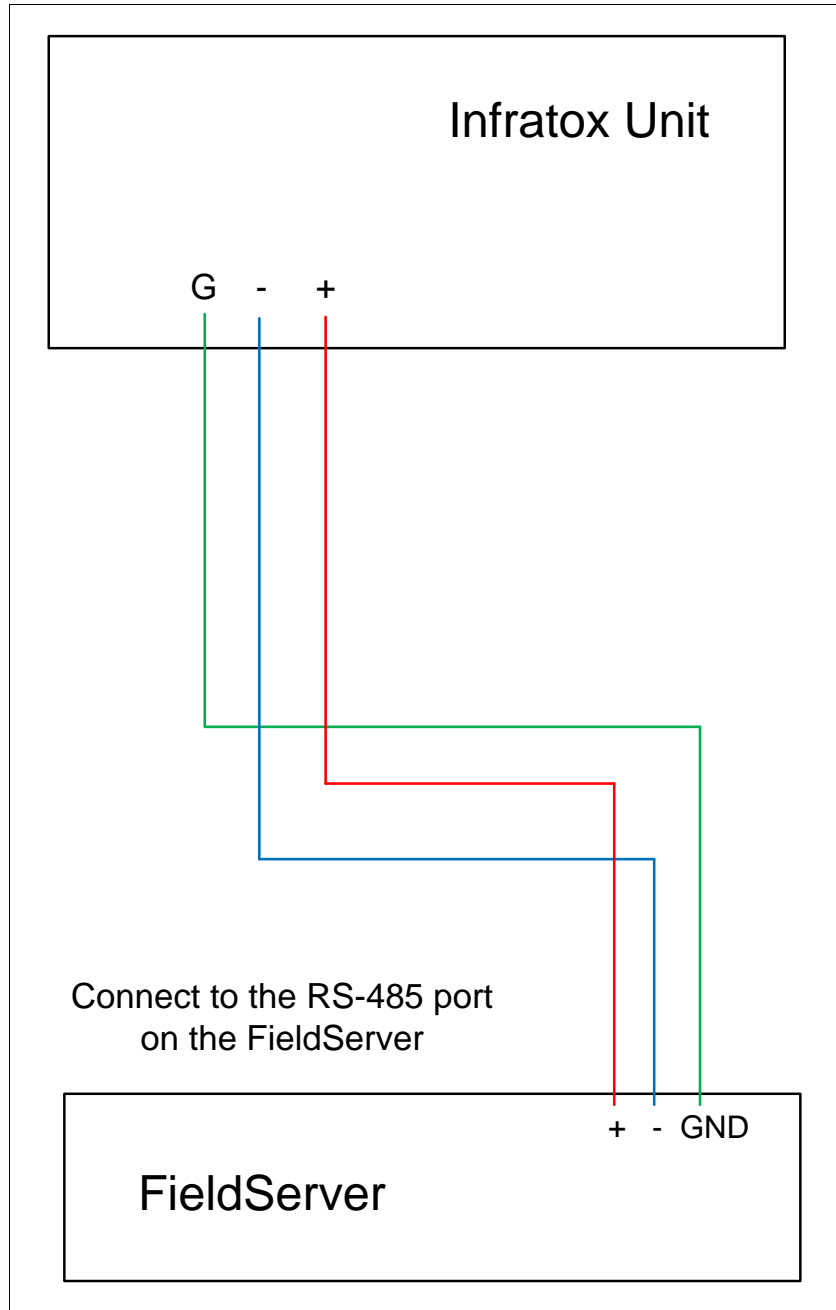 Infratox Unit
G - +
Connect to the RS-485 port
on the FieldServer
+ - GND
FieldServer